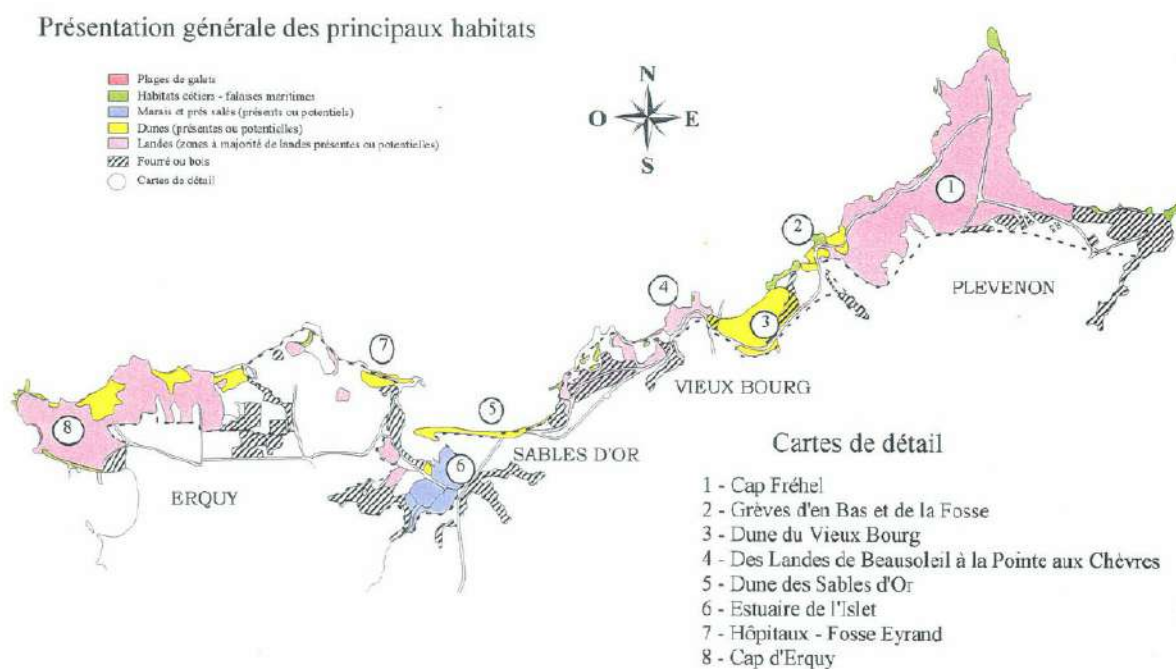 Présentation générale des principaux habitats
Plages de galets
Habitats côtiers - falaises maritimes
Marais et prés salés (présents ou potentiels)
Dunes (présentes ou potentielles)
Landes (zones à majorité de landes présentes ou potentielles)
Fourré ou bois
Cartes de détail
N
O E
S
1
2
PLEVENON
4
3
7
VIEUX BOURG
5
8
SABLES D'OR
6
ERQUY
Cartes de détail
1 - Cap Fréhel
2 - Grèves d'en Bas et de la Fosse
3 - Dune du Vieux Bourg
4 - Des Landes de Beausoleil à la Pointe aux Chèvres
5 - Dune des Sables d'Or
6 - Estuaire de l'Islet
7 - Hôpitaux - Fosse Eyrand
8 - Cap d'Erquy